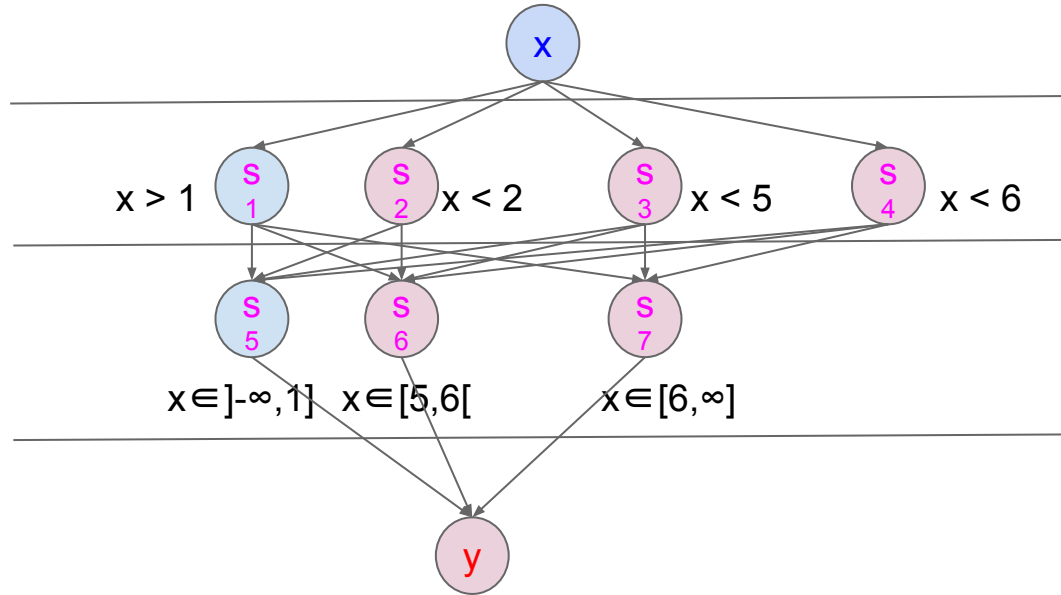 x
s
1
x > 1
s
2
x < 2
s
3
x < 5
s
4
x < 6
s
5
s
6
s
7
x∈]-∞,1]
x∈[5,6[
x∈[6,∞]
y